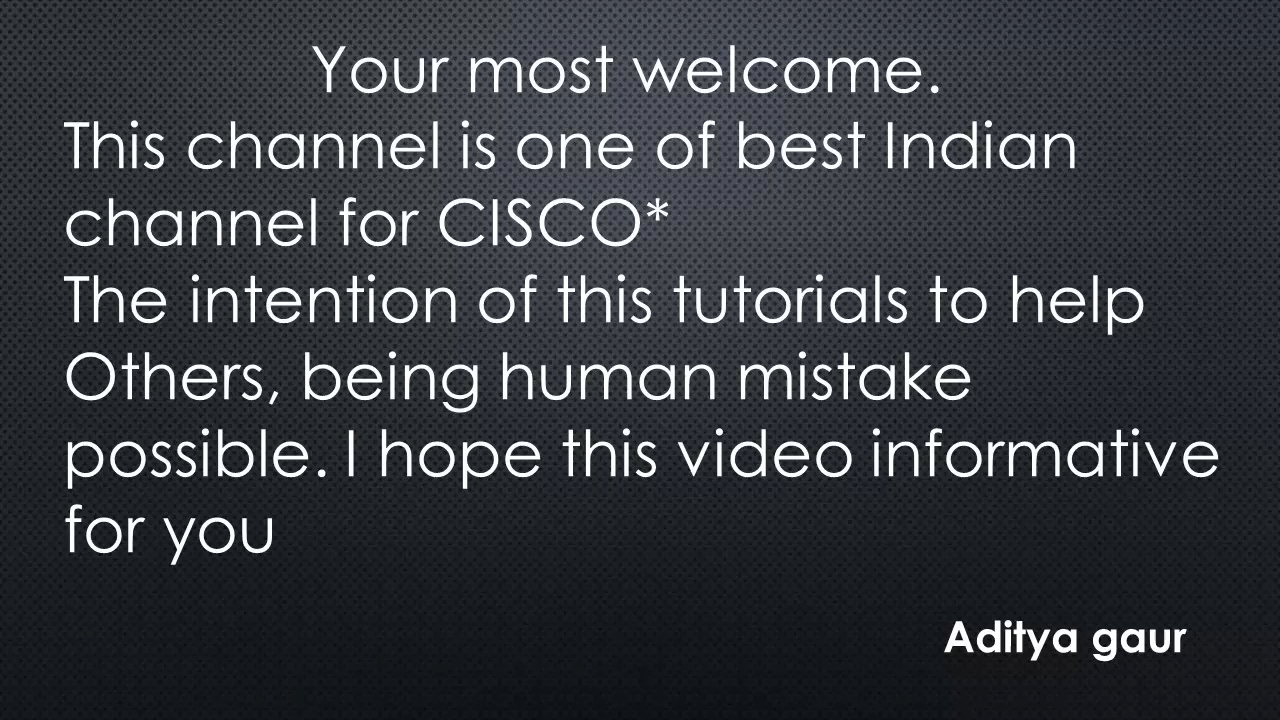 Your most welcome.
This channel is one of best Indian
channel for CISCO*
The intention of this tutorials to help
Others, being human mistake
possible. I hope this video informative
for you
Aditya gaur